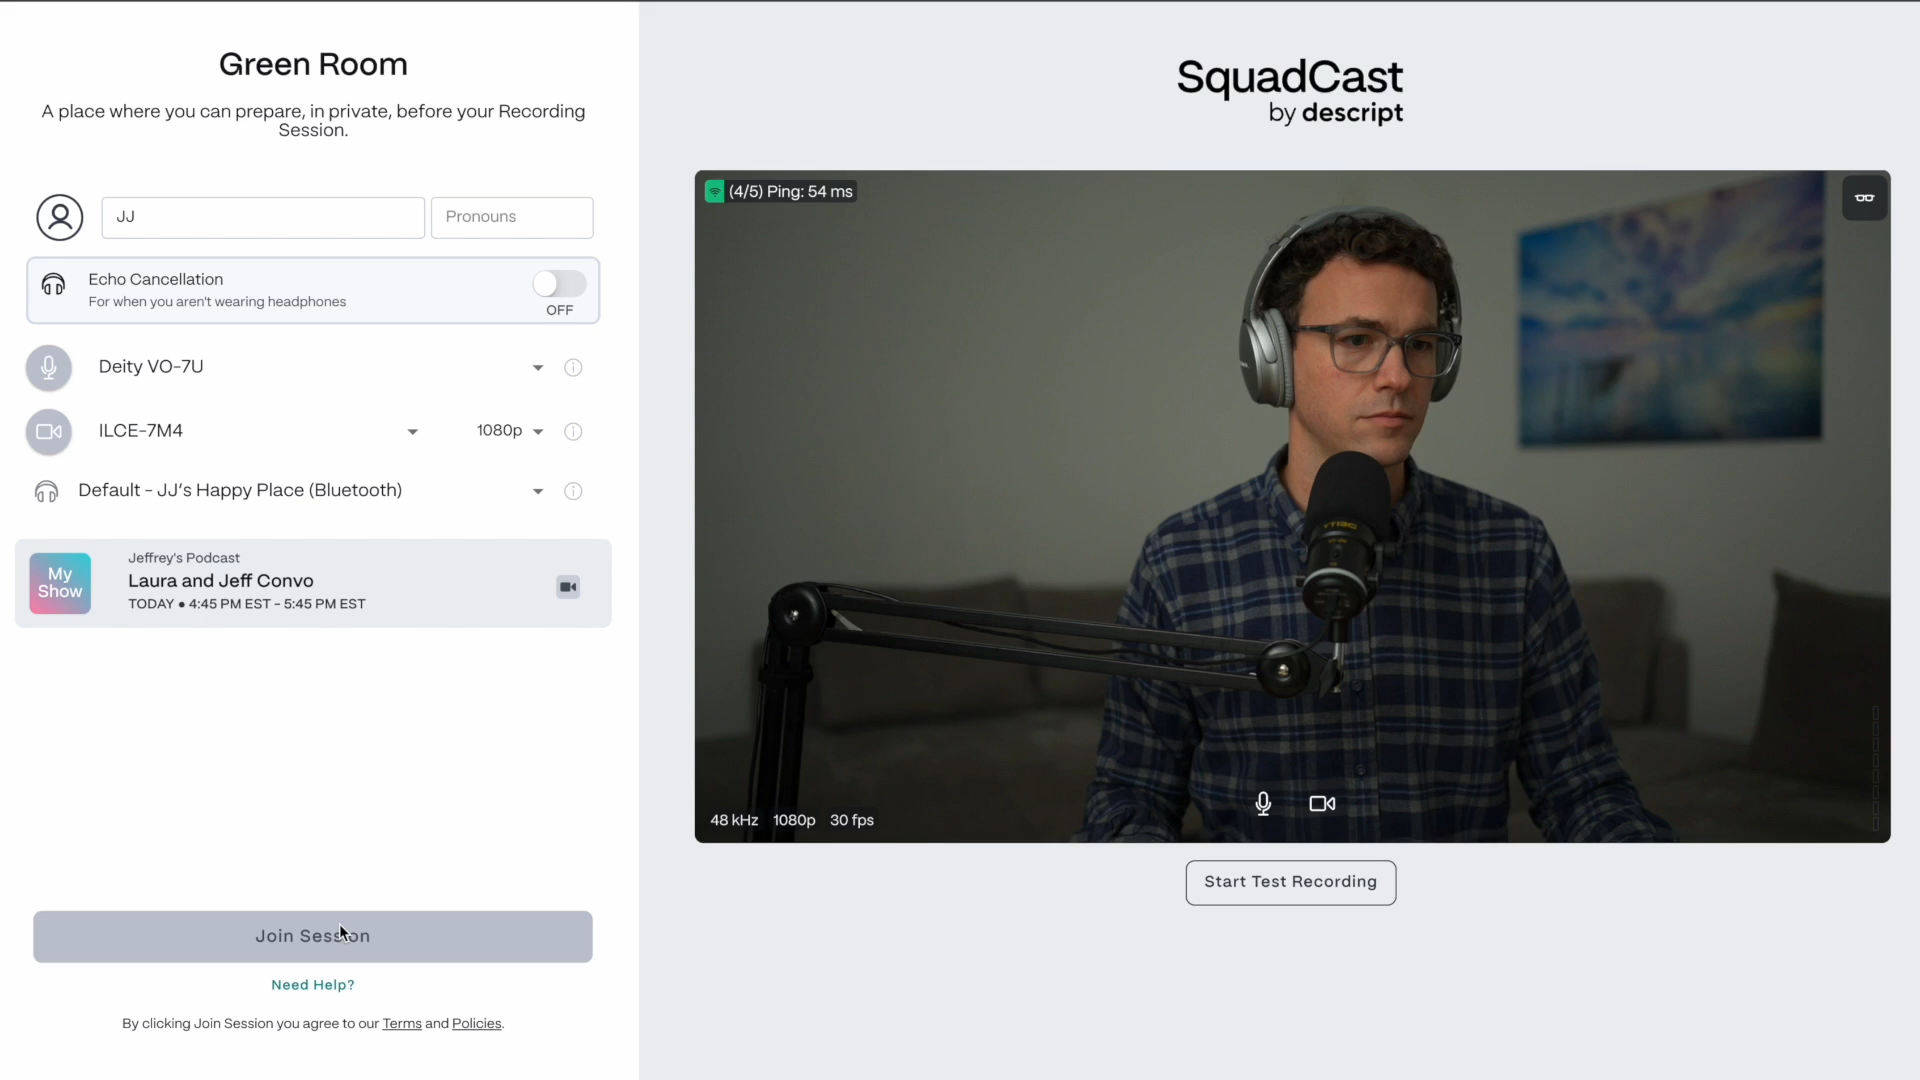 Green Room
A place where you can prepare, in private, before your Recording
Session.
JJ
Pronouns
Echo Cancellation
For when you aren't wearing headphones
OFF
Deity VO-7U
ILCE-7M4
1080p
Default - JJ's Happy Place (Bluetooth)
My
Show
Jeffrey's Podcast
Laura and Jeff Convo
TODAY • 4:45 PM EST - 5:45 PM EST
Join Session
Need Help?
By clicking Join Session you agree to our Terms and Policies.
SquadCast
by descript
(4/5) Ping: 54 ms
48 kHz 1080p 30 fps
Start Test Recording